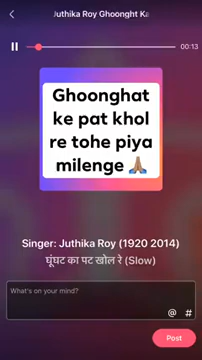 Juthika Roy Ghoonght Ka
00:13
Ghoonghat
ke pat khol
re tohe piya
milenge 🙏🏽
Singer: Juthika Roy (1920 2014)
घूंघट का पट खोल रे (Slow)
What's on your mind?
@ #
Post